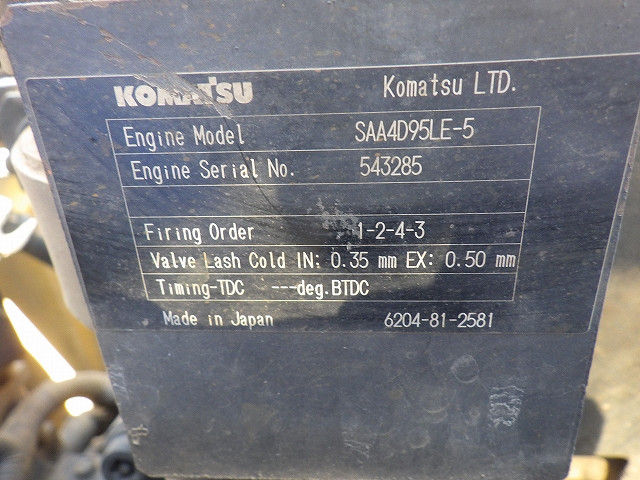 KOMATSU Komatsu LTD.
Engine Model SAA4D95LE-5
Engine Serial No. 543285
Firing Order 1-2-4-3
Valve Lash Cold IN: 0.35 mm EX: 0.50 mm
Timing-TDC ---deg.BTDC
Made in Japan 6204-81-2581